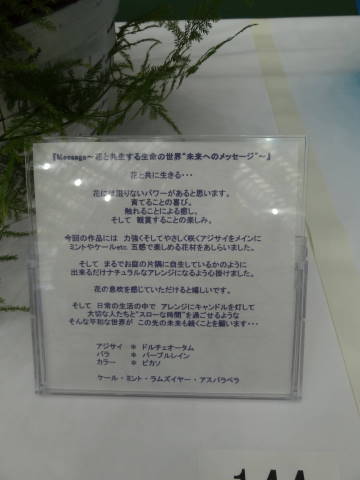 『Message～花と共生する生命の世界"未来へのメッセージ"～』
花と共に生きる・・・
花には限りないパワーがあると思います。
育てることの喜び。
触れることによる癒し。
そして 観賞することの楽しみ。
今回の作品には 力強くそしてやさしく咲くアジサイをメインに
ミントやケールetc. 五感で楽しめる花材をあしらいました。
そして まるでお庭の片隅に自生しているかのように
出来るだけナチュラルなアレンジになるよう心掛けました。
花の息吹を感じていただけると嬉しいです。
そして 日常の生活の中で アレンジにキャンドルを灯して
大切な人たちと"スローな時間"を過ごせるような
そんな平和な世界が この先の未来も続くことを願います・・・
アジサイ ＊ ドルチェオータム
バラ ＊ パープルレイン
カラー ＊ ピカソ
ケール・ミント・ラムズイヤー・アスパラペラ